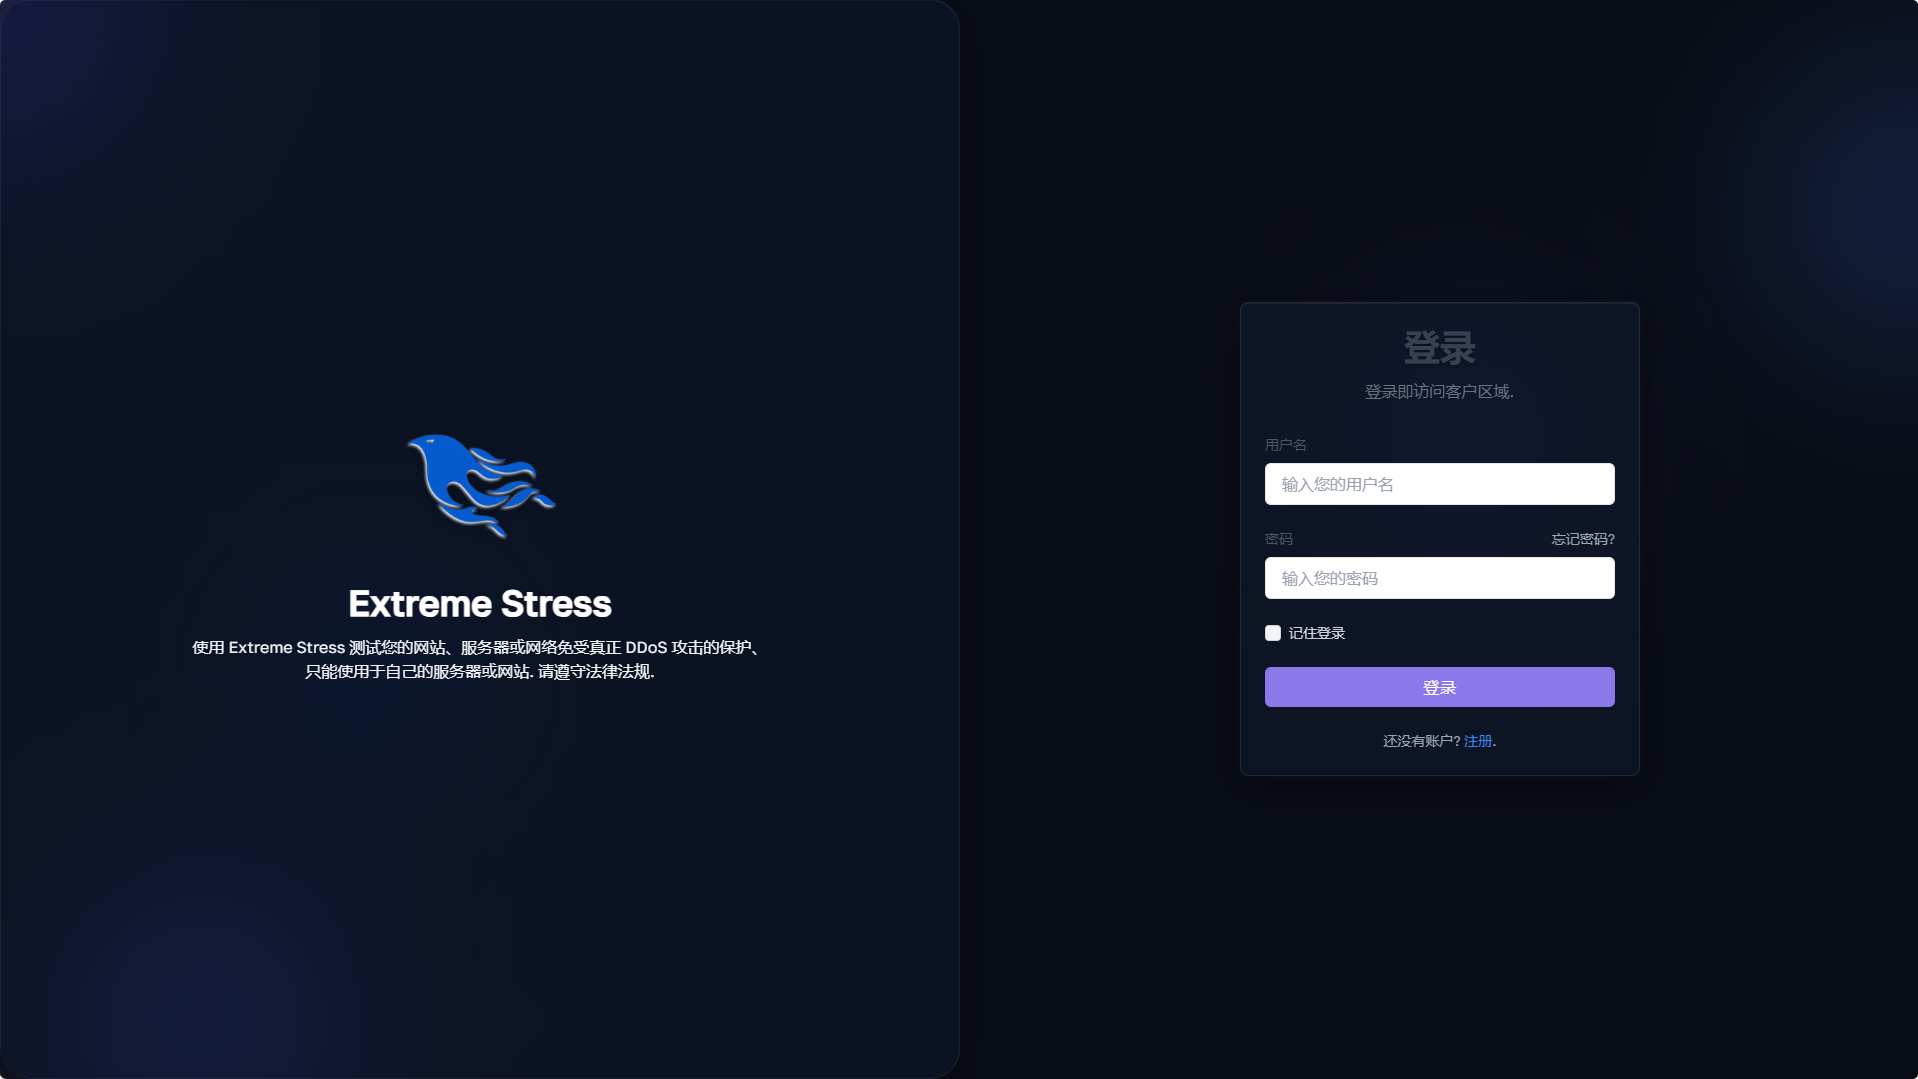 Extreme Stress
使用 Extreme Stress 测试您的网站、服务器或网络免受真正 DDoS 攻击的保护、
只能使用于自己的服务器或网站. 请遵守法律法规.
登录
登录即访问客户区域.
用户名
输入您的用户名
密码 忘记密码?
输入您的密码
记住登录
登录
还没有账户? 注册.